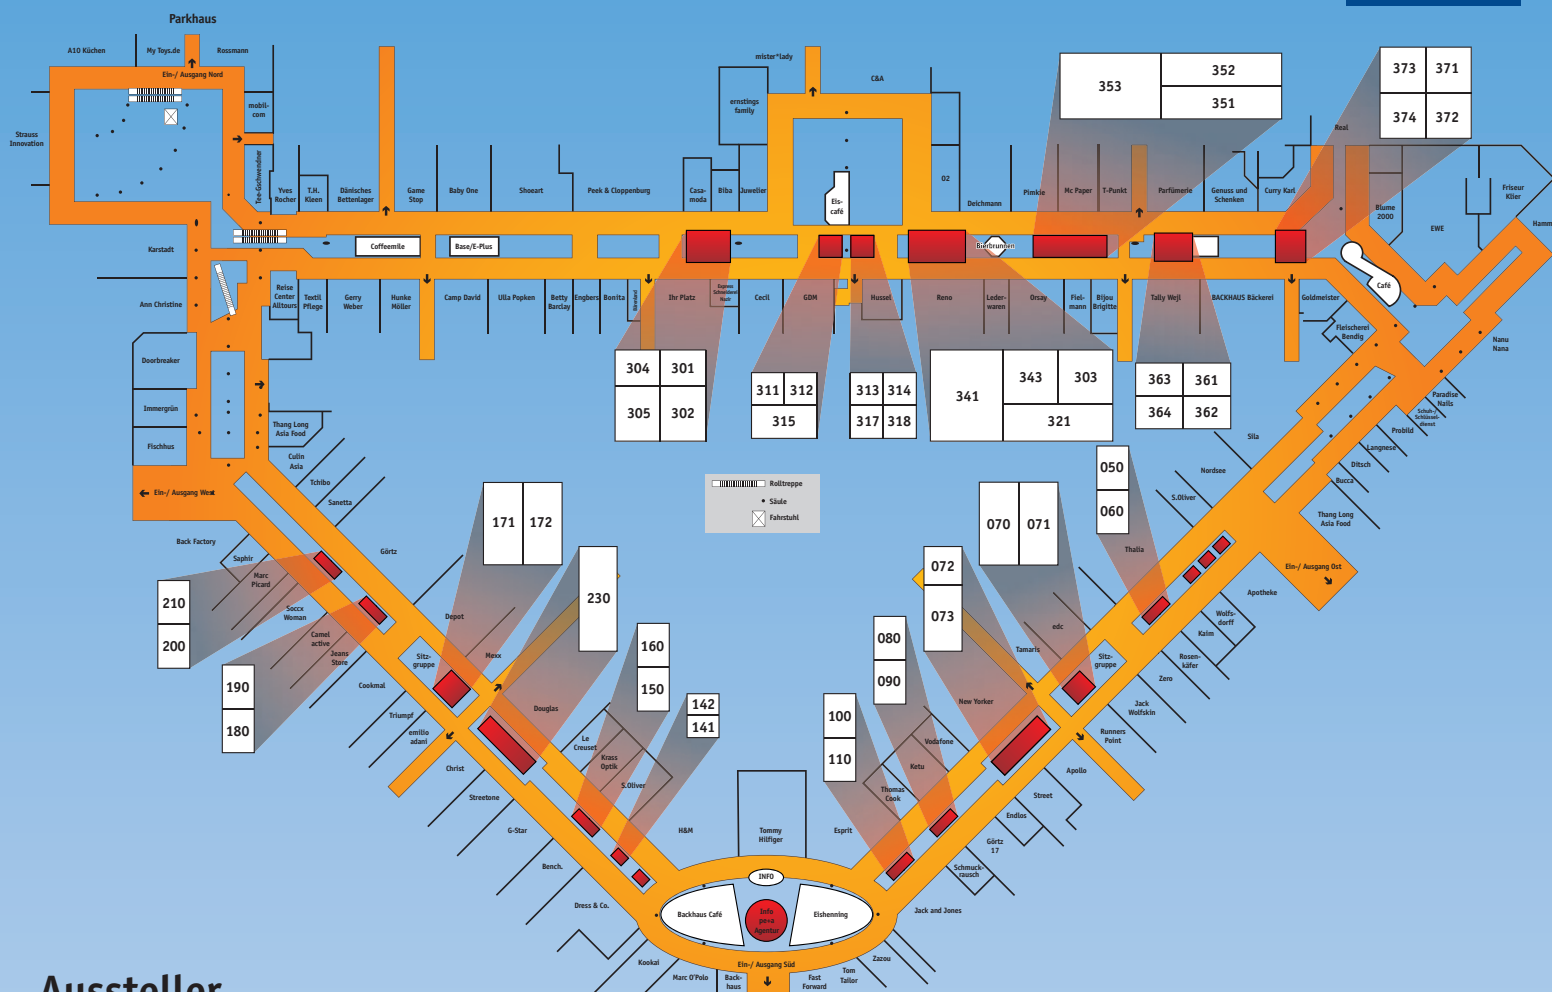 Parkhaus
A10 Küchen
My Toys.de
Rossmann
Ein-/ Ausgang Nord
mobil-
com
Strauss
Innovation
Tee-Gschwendner
Yves
Rocher
T.H.
Kleen
Dänisches
Bettenlager
Game
Stop
Baby One
Shoeart
Peek & Cloppenburg
Casa-
moda
Biba
Juwelier
ernstings
family
mister*lady
C&A
Eis-
café
O2
Deichmann
Pimkie
Mc Paper
T-Punkt
Parfümerie
Genuss und
Schenken
Curry Karl
Real
Blume
2000
EWE
Friseur
Klier
Hamm
353
352
351
373
371
374
372
Karstadt
Coffeemile
Base/E-Plus
Bierbrunnen
Café
Ann Christine
Reise
Center
Alltours
Textil
Pflege
Gerry
Weber
Hunke
Möller
Camp David
Ulla Popken
Betty
Barclay
Engbers
Bonita
Ihr Platz
Cecil
GDM
Hussel
Reno
Leder-
waren
Orsay
Fiel-
mann
Bijou
Brigitte
Tally Wejl
BACKHAUS Bäckerei
Goldmeister
Fleischerei
Bendig
Nanu
Nana
Doorbreaker
Immergrün
Fischhus
Thang Long
Asia Food
Culin
Asia
Tchibo
Sanetta
Ein-/ Ausgang West
304
301
305
302
311
312
315
313
314
317
318
341
343
303
321
363
361
364
362
Paradise
Nails
Schuh-/
Schlüssel-
dienst
Probild
Langnese
Ditsch
Bucca
Thang Long
Asia Food
Sila
Nordsee
S.Oliver
Thalia
Rolltreppe
Säule
Fahrstuhl
Back Factory
Saphir
Marc
Picard
Soccx
Woman
Camel
active
Jeans
Store
Cookmal
Triumpf
emilio
adani
Christ
Streetone
G-Star
Bench.
Dress & Co.
Görtz
Depot
Mexx
Sitz-
gruppe
Douglas
Le
Creuset
Krass
Optik
S.Oliver
H&M
Tommy
Hilfiger
Esprit
171
172
230
210
200
190
180
160
150
142
141
050
060
070
071
072
073
080
090
100
110
Ein-/ Ausgang Ost
Apotheke
Wolfs-
dorff
Kaim
Rosen-
käfer
Zero
Jack
Wolfskin
Runners
Point
Apollo
Street
Endlos
Görtz
17
Schmuck-
rausch
Jack and Jones
edc
Tamaris
Sitz-
gruppe
New Yorker
Vodafone
Ketu
Thomas
Cook
INFO
Backhaus Café
Info
pe+a
Agentur
Eishenning
Ein-/ Ausgang Süd
Kookai
Marc O'Polo
Back-
haus
Fast
Forward
Tom
Tailor
Zazou
Aussteller